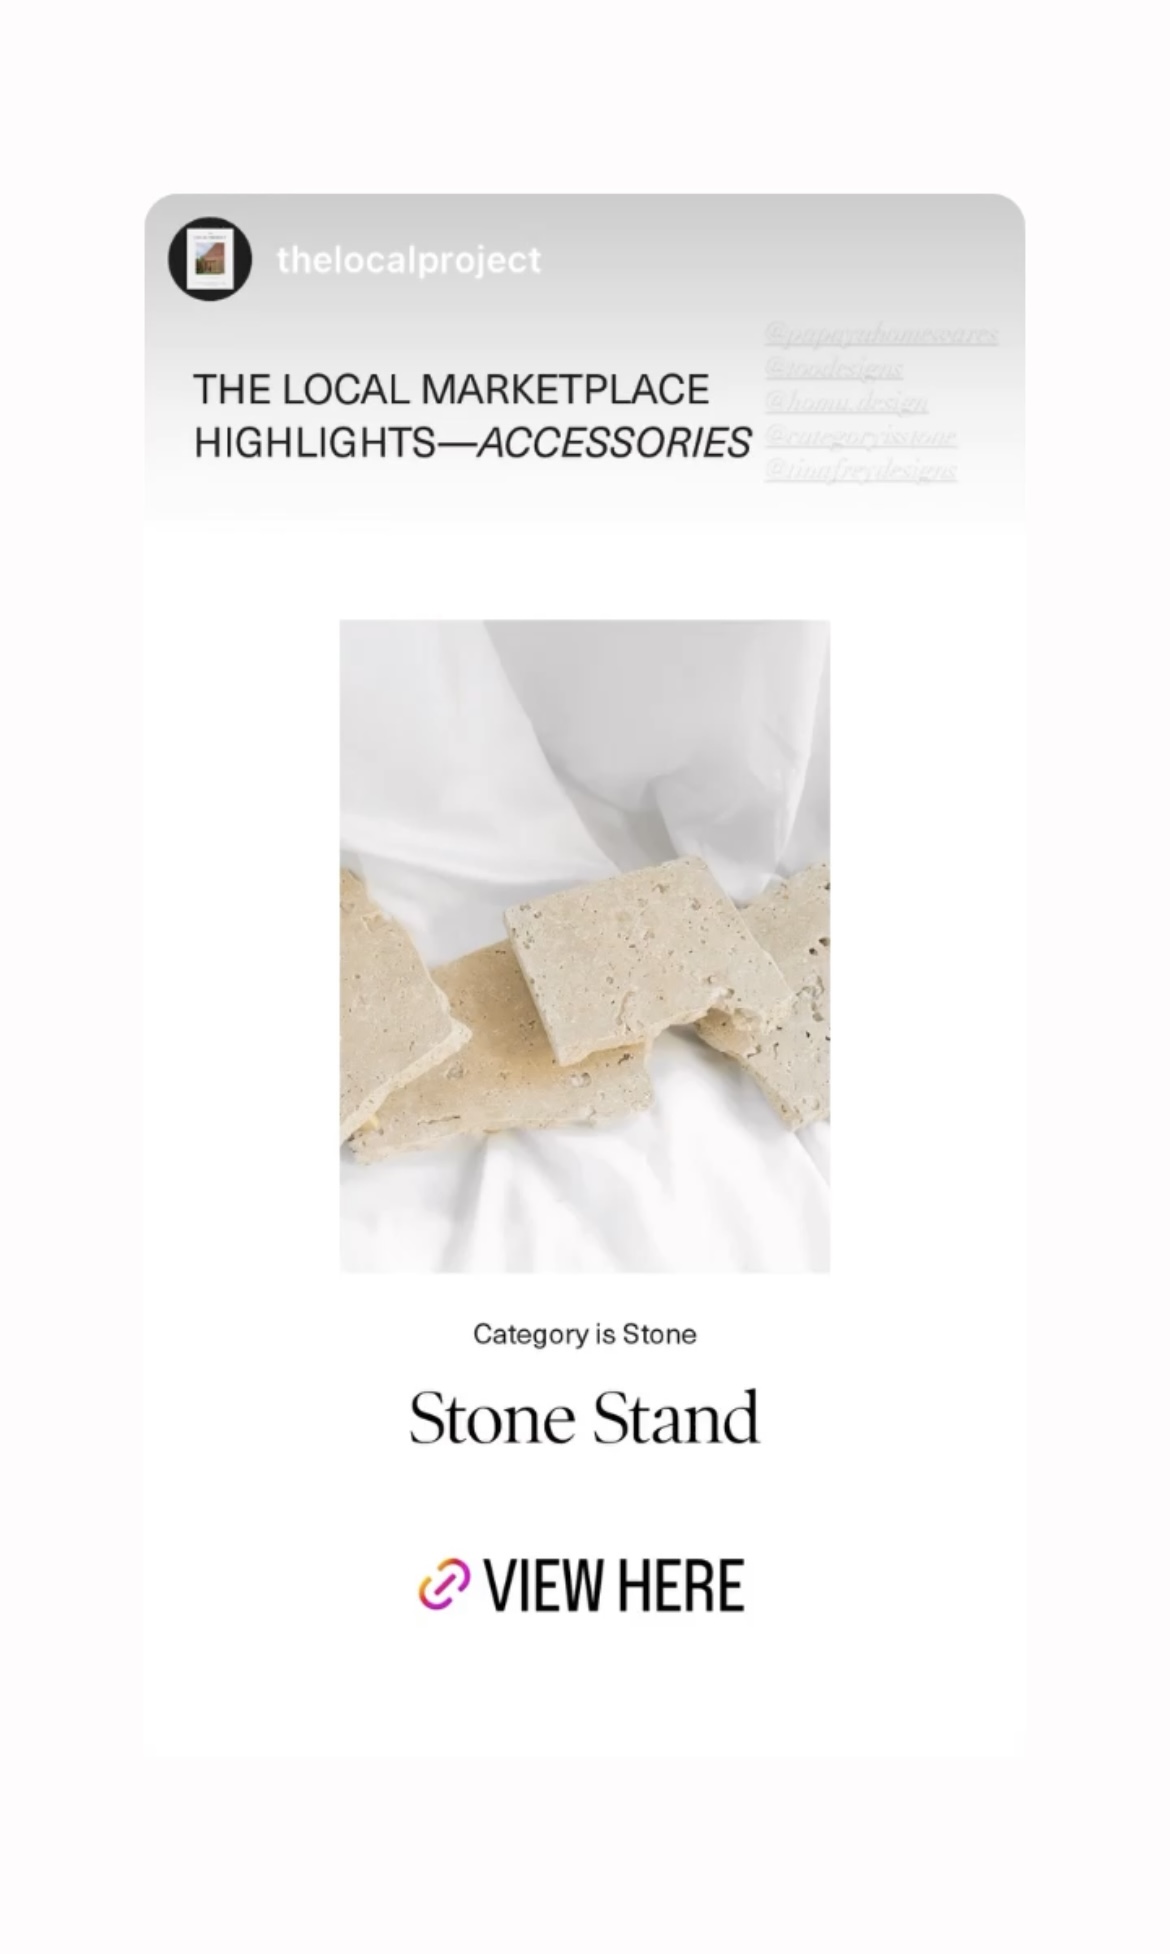 thelocalproject
THE LOCAL MARKETPLACE
HIGHLIGHTS—ACCESSORIES
@papayahomewares
@toodesigns
@homu.design
@categoryisstone
@tinafreydesigns
Category is Stone
Stone Stand
VIEW HERE